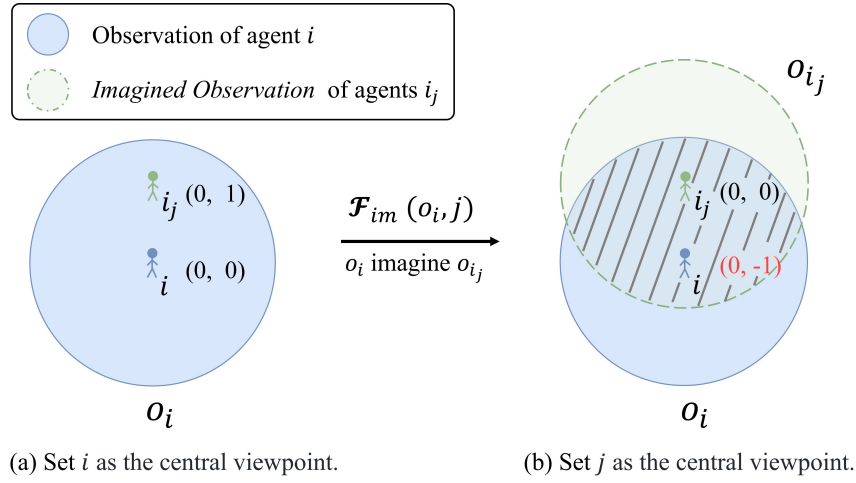 Observation of agent i
Imagined Observation of agents i_j
i_j (0, 1)
i (0, 0)
o_i
𝓕_im (o_i, j)
o_i imagine o_{i_j}
o_{i_j}
i_j (0, 0)
i (0, -1)
o_i
(a) Set i as the central viewpoint.
(b) Set j as the central viewpoint.